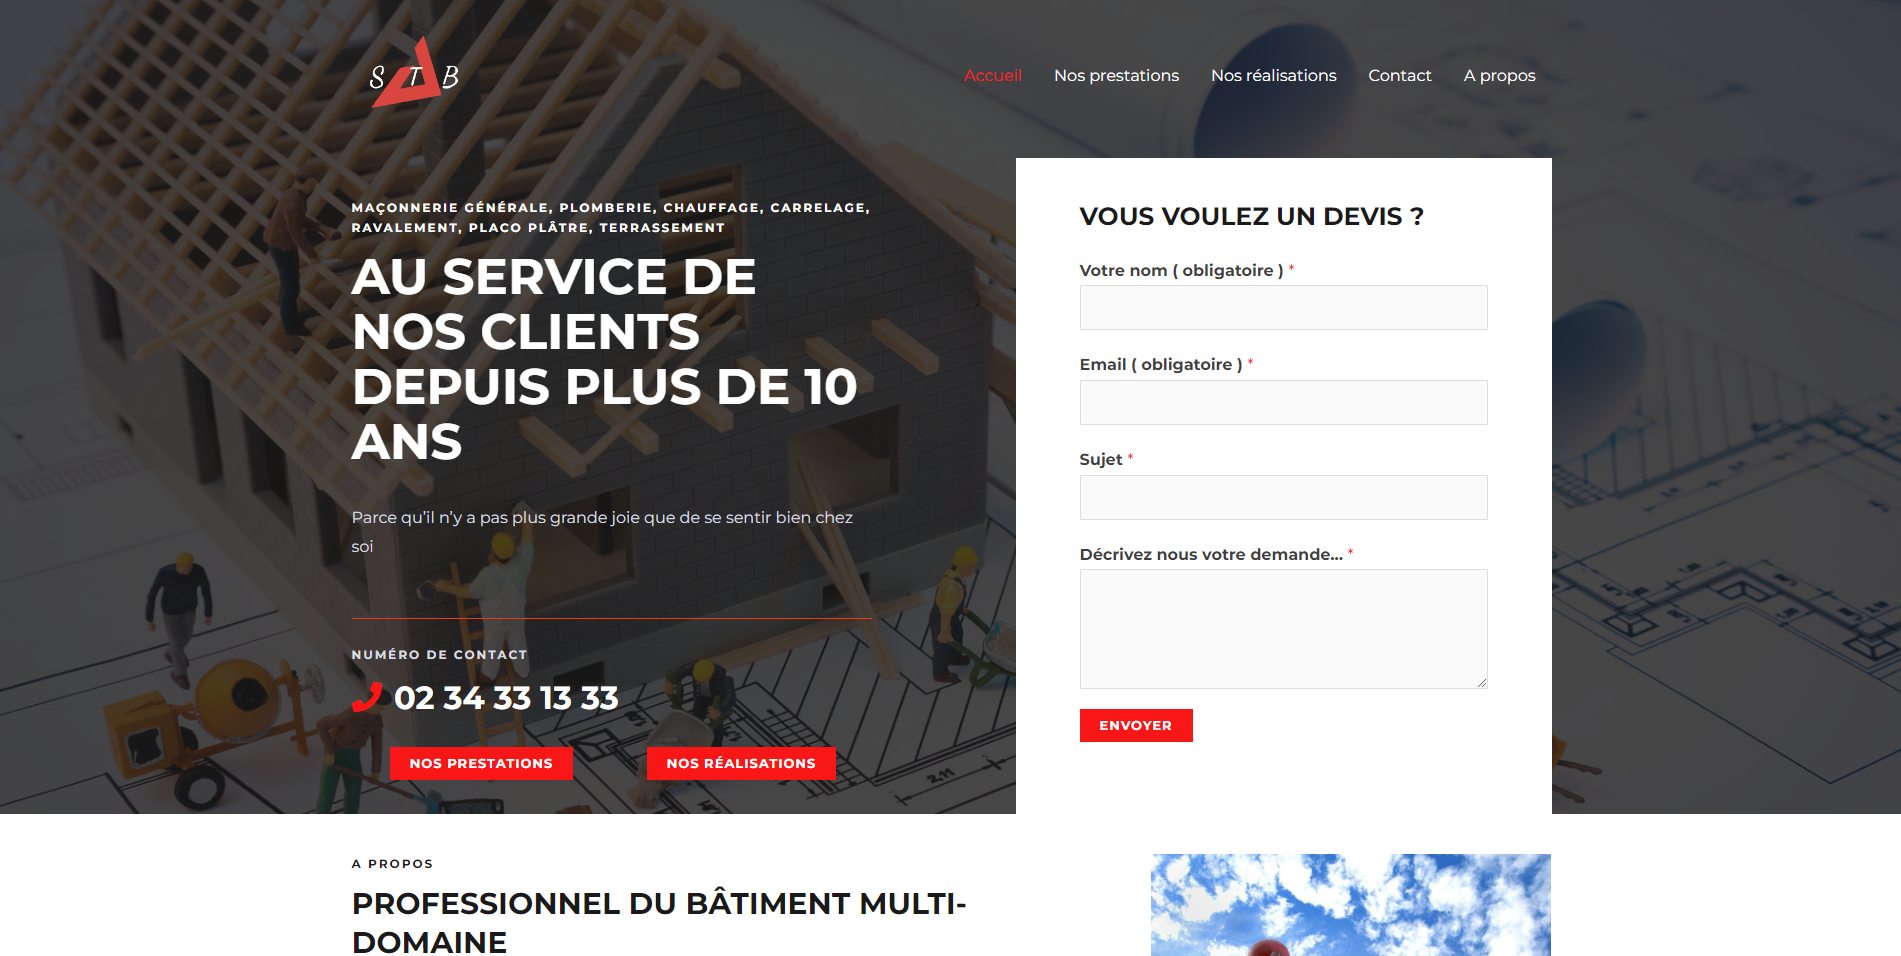 S T B
Accueil
Nos prestations
Nos réalisations
Contact
A propos
MAÇONNERIE GÉNÉRALE, PLOMBERIE, CHAUFFAGE, CARRELAGE,
RAVALEMENT, PLACO PLÂTRE, TERRASSEMENT
AU SERVICE DE
NOS CLIENTS
DEPUIS PLUS DE 10
ANS
Parce qu’il n’y a pas plus grande joie que de se sentir bien chez
soi
NUMÉRO DE CONTACT
02 34 33 13 33
NOS PRESTATIONS
NOS RÉALISATIONS
VOUS VOULEZ UN DEVIS ?
Votre nom ( obligatoire ) *
Email ( obligatoire ) *
Sujet *
Décrivez nous votre demande... *
ENVOYER
A PROPOS
PROFESSIONNEL DU BÂTIMENT MULTI-
DOMAINE